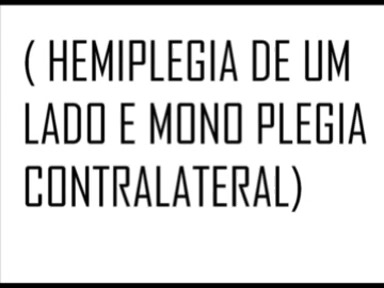 ( HEMIPLEGIA DE UM
LADO E MONO PLEGIA
CONTRALATERAL)